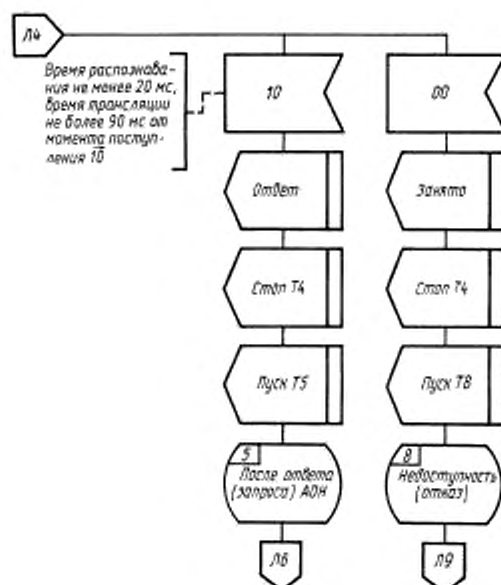 Л4
Время распознава-
ния не менее 20 мс,
время трансляции
не более 90 мс от
момента поступ-
ления 10
10
00
Ответ
Занято
Стоп Т4
Стоп Т4
Пуск Т5
Пуск Т8
5
После ответа
(запроса) АОН
8
Недоступность
(отказ)
Л6
Л9